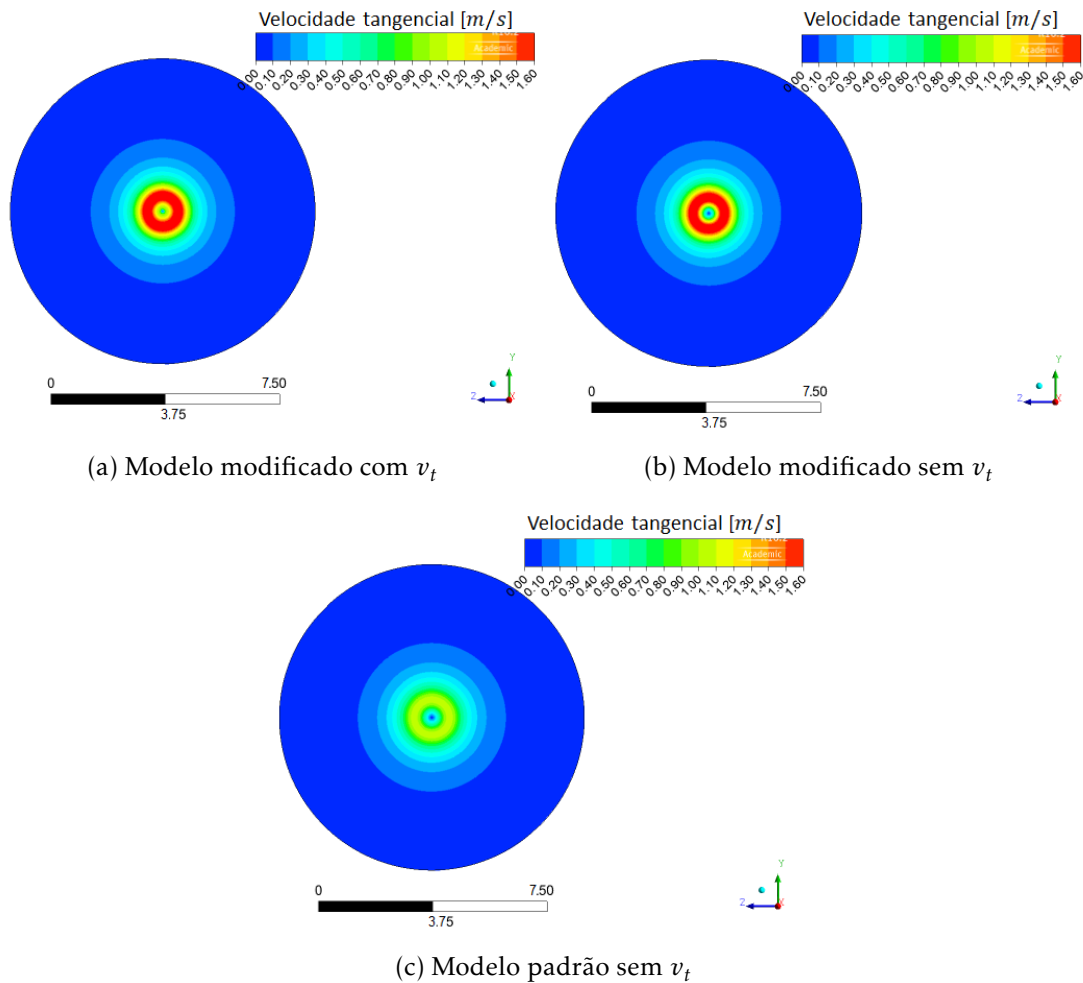 Velocidade tangencial [m/s]
Academic
0.00 0.10 0.20 0.30 0.40 0.50 0.60 0.70 0.80 0.90 1.00 1.10 1.20 1.30 1.40 1.50 1.60
0 7.50
3.75
Y
Z X
(a) Modelo modificado com v_t
Velocidade tangencial [m/s]
Academic
0.00 0.10 0.20 0.30 0.40 0.50 0.60 0.70 0.80 0.90 1.00 1.10 1.20 1.30 1.40 1.50 1.60
0 7.50
3.75
Y
Z X
(b) Modelo modificado sem v_t
Velocidade tangencial [m/s]
Academic
0.00 0.10 0.20 0.30 0.40 0.50 0.60 0.70 0.80 0.90 1.00 1.10 1.20 1.30 1.40 1.50 1.60
0 7.50
3.75
Y
Z X
(c) Modelo padrão sem v_t